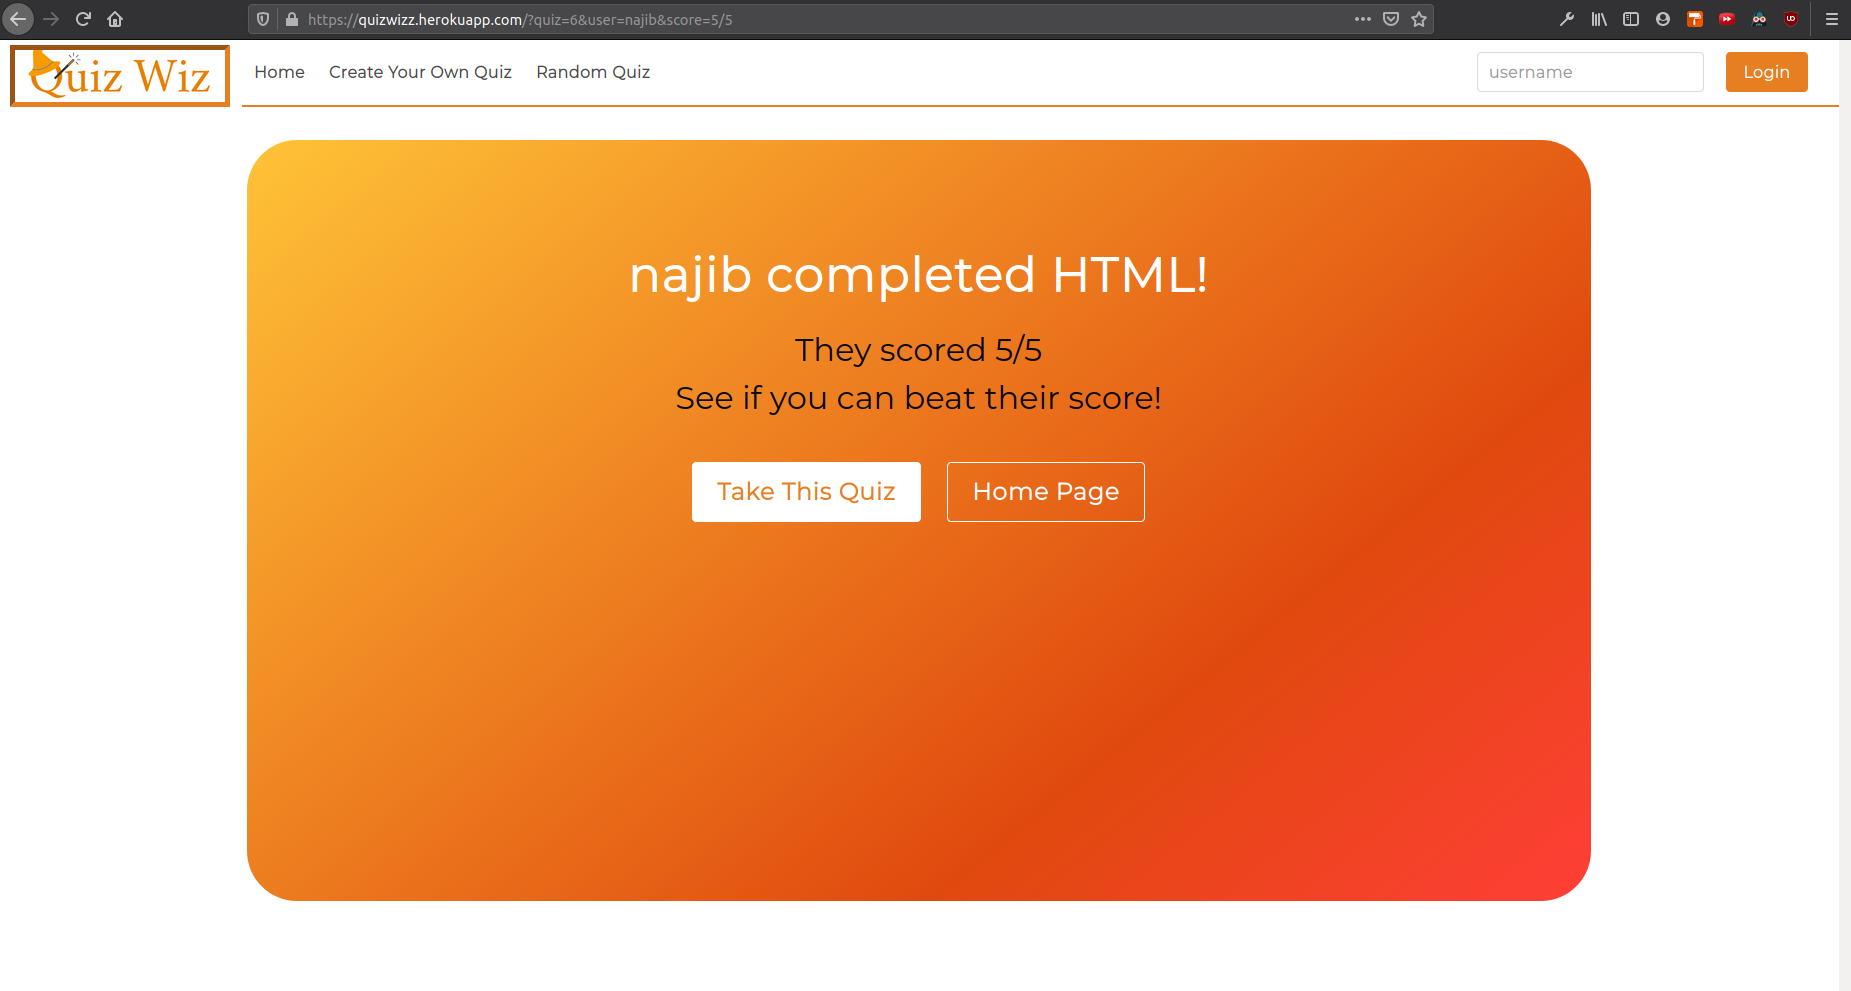 https://quizwizz.herokuapp.com/?quiz=6&user=najib&score=5/5
Quiz Wiz
Home
Create Your Own Quiz
Random Quiz
username
Login
najib completed HTML!
They scored 5/5
See if you can beat their score!
Take This Quiz
Home Page